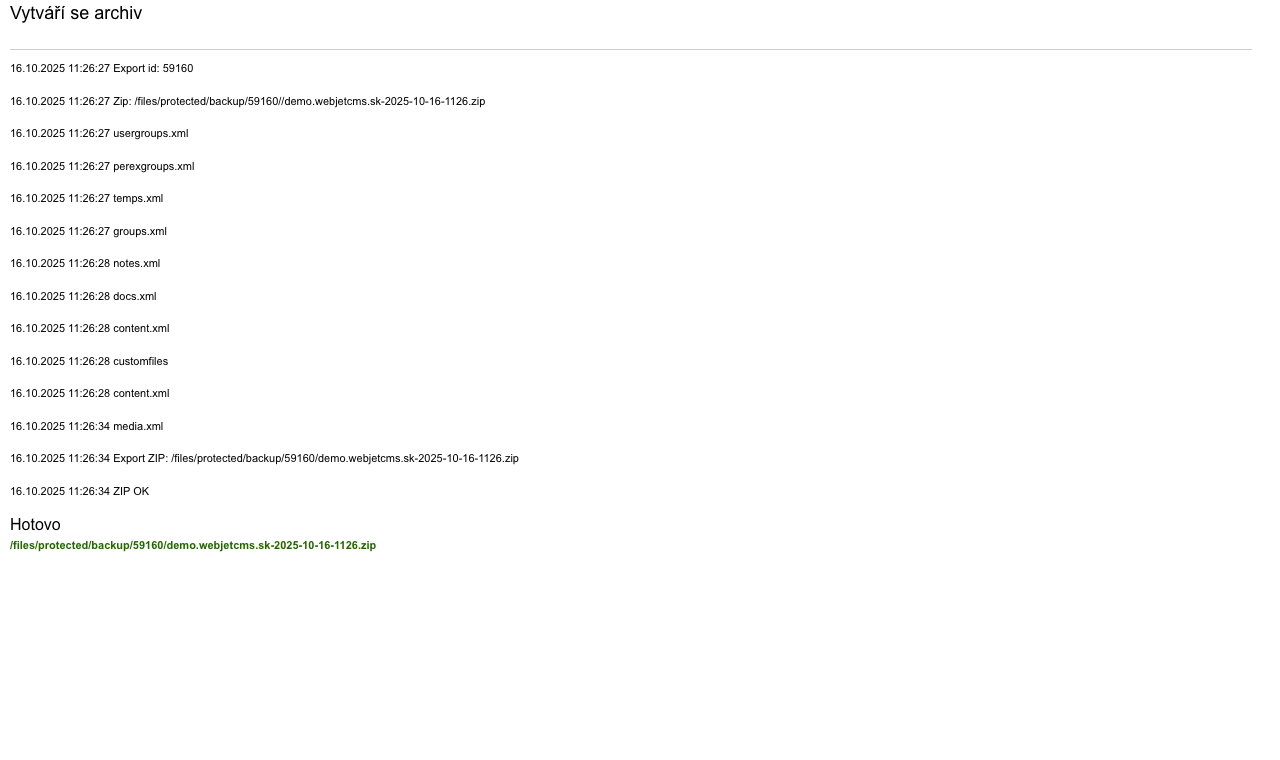 Vytváří se archiv
16.10.2025 11:26:27 Export id: 59160
16.10.2025 11:26:27 Zip: /files/protected/backup/59160//demo.webjetcms.sk-2025-10-16-1126.zip
16.10.2025 11:26:27 usergroups.xml
16.10.2025 11:26:27 perexgroups.xml
16.10.2025 11:26:27 temps.xml
16.10.2025 11:26:27 groups.xml
16.10.2025 11:26:28 notes.xml
16.10.2025 11:26:28 docs.xml
16.10.2025 11:26:28 content.xml
16.10.2025 11:26:28 customfiles
16.10.2025 11:26:28 content.xml
16.10.2025 11:26:34 media.xml
16.10.2025 11:26:34 Export ZIP: /files/protected/backup/59160/demo.webjetcms.sk-2025-10-16-1126.zip
16.10.2025 11:26:34 ZIP OK
Hotovo
/files/protected/backup/59160/demo.webjetcms.sk-2025-10-16-1126.zip